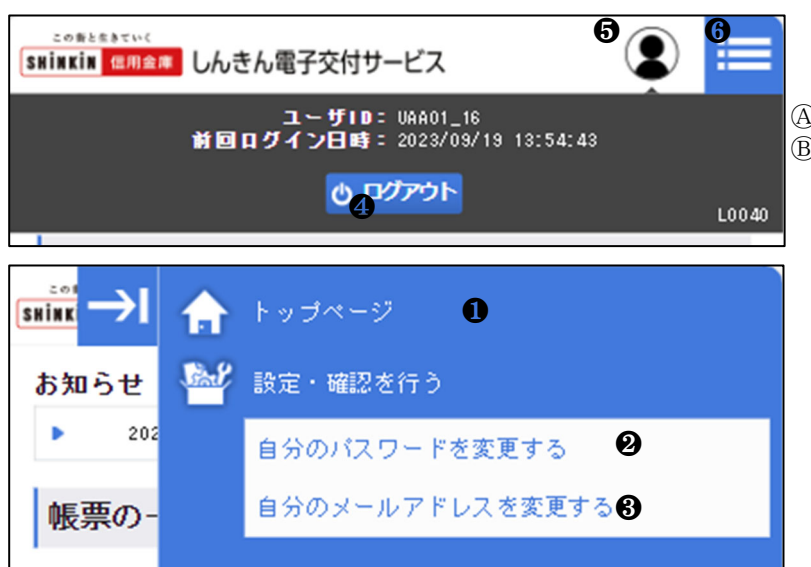 この街と生きていく
SHINKIN 信用金庫 しんきん電子交付サービス ❺ ❻
ユーザID： UAA01_16 Ⓐ
前回ログイン日時： 2023/09/19 13:54:43 Ⓑ
ログアウト
❹
L0040
この
SHINK
トップページ ❶
お知らせ
設定・確認を行う
202
自分のパスワードを変更する ❷
帳票の
自分のメールアドレスを変更する ❸